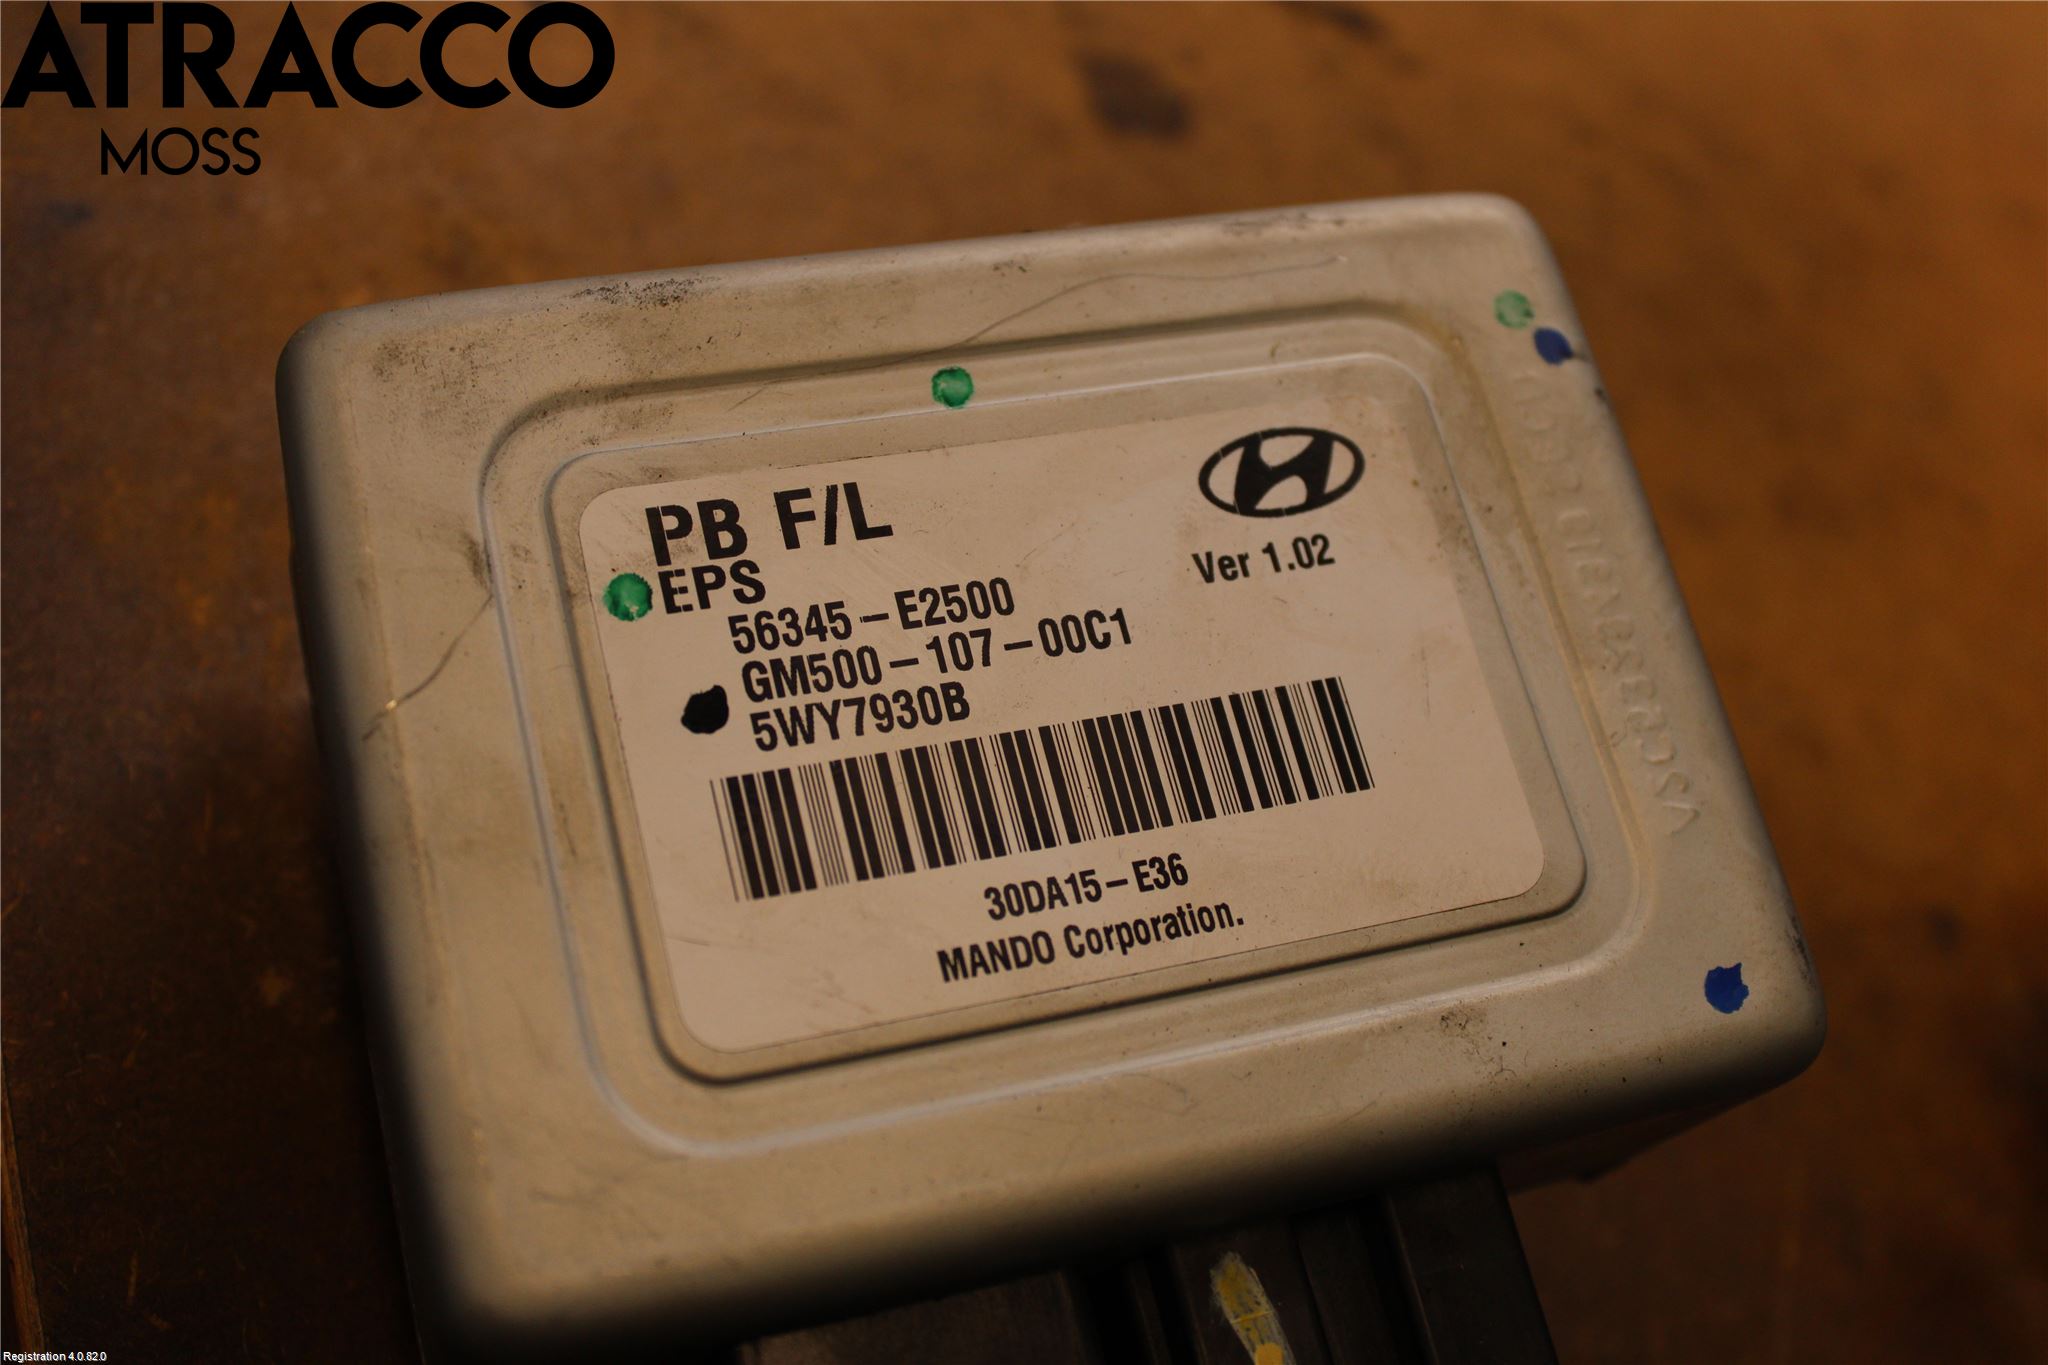 ATRACCO
MOSS
PB F/L
EPS
Ver 1.02
56345-E2500
GM500-107-00C1
5WY7930B
30DA15-E36
MANDO Corporation.
Registration 4.0.82.0